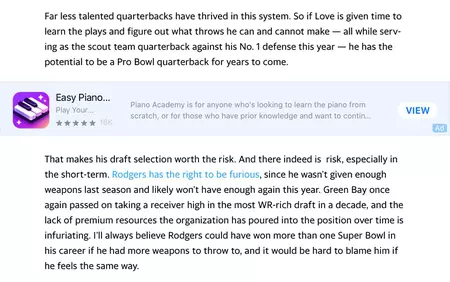 Far less talented quarterbacks have thrived in this system. So if Love is given time to
learn the plays and figure out what throws he can and cannot make — all while serv-
ing as the scout team quarterback against his No. 1 defense this year — he has the
potential to be a Pro Bowl quarterback for years to come.
Easy Piano...
Play Your...
16K
Piano Academy is for anyone who's looking to learn the piano from
scratch, or for those who have prior knowledge and want to contin...
VIEW
Ad
That makes his draft selection worth the risk. And there indeed is risk, especially in
the short-term. Rodgers has the right to be furious, since he wasn't given enough
weapons last season and likely won't have enough again this year. Green Bay once
again passed on taking a receiver high in the most WR-rich draft in a decade, and the
lack of premium resources the organization has poured into the position over time is
infuriating. I'll always believe Rodgers could have won more than one Super Bowl in
his career if he had more weapons to throw to, and it would be hard to blame him if
he feels the same way.